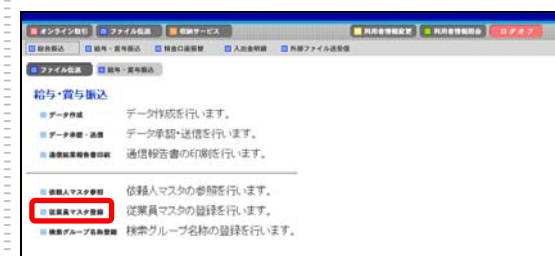 オンライン取引 ファイル伝送 収納サービス 利用者情報変更 利用者情報照会 ログオフ
総合振込 給与・賞与振込 預金口座振替 入出金明細 外部ファイル送受信
ファイル伝送 給与・賞与振込
給与・賞与振込
データ作成 データ作成を行います。
データ承認・送信 データ承認・送信を行います。
通信結果報告書印刷 通信報告書の印刷を行います。
依頼人マスタ参照 依頼人マスタの参照を行います。
従業員マスタ登録 従業員マスタの登録を行います。
検索グループ名称登録 検索グループ名称の登録を行います。